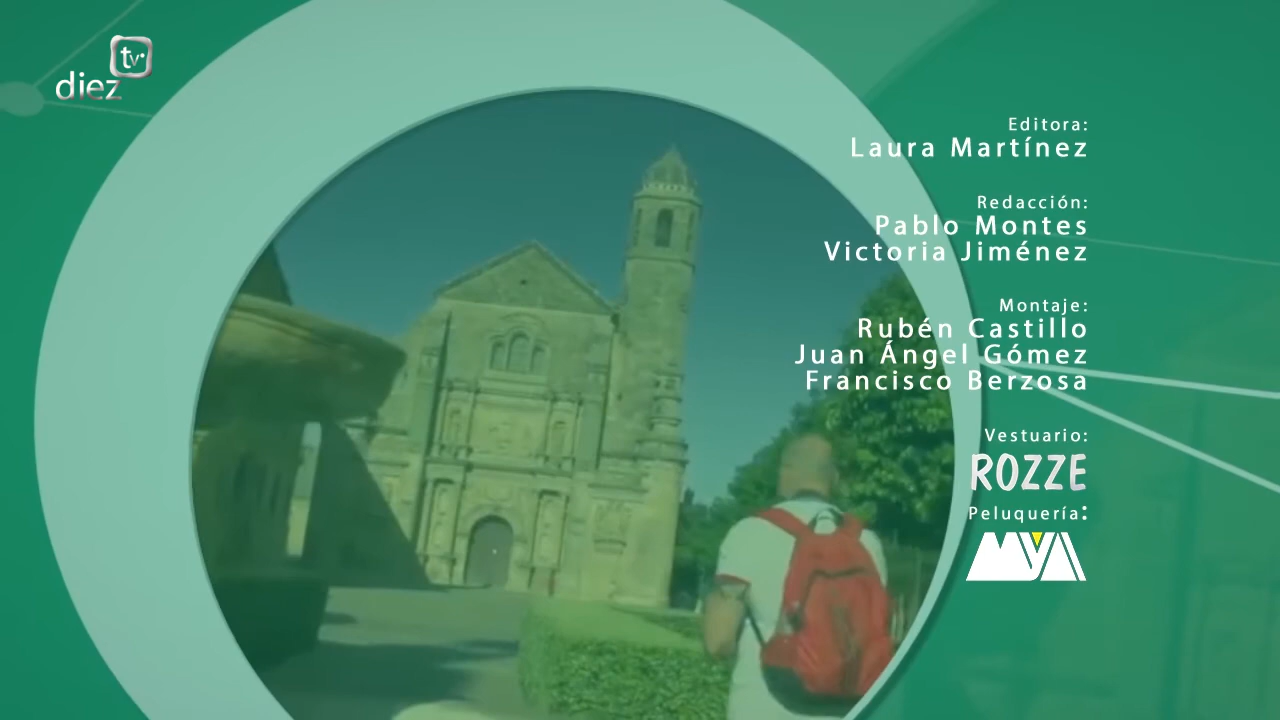 diez tv
Editora:
Laura Martínez
Redacción:
Pablo Montes
Victoria Jiménez
Montaje:
Rubén Castillo
Juan Ángel Gómez
Francisco Berzosa
Vestuario:
ROZZE
Peluquería:
MYA